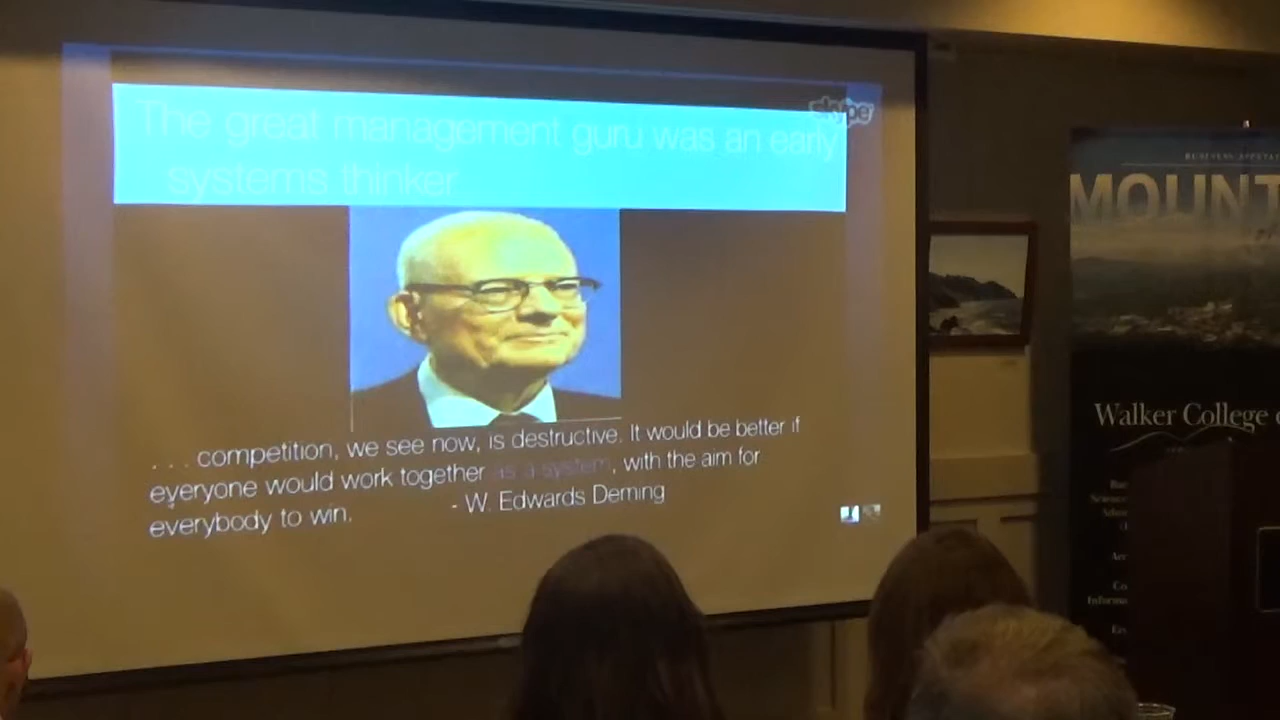 The great management guru was an early
systems thinker
skype
. . . competition, we see now, is destructive. It would be better if
everyone would work together as a system, with the aim for
everybody to win. - W. Edwards Deming
MOUNT
Walker College